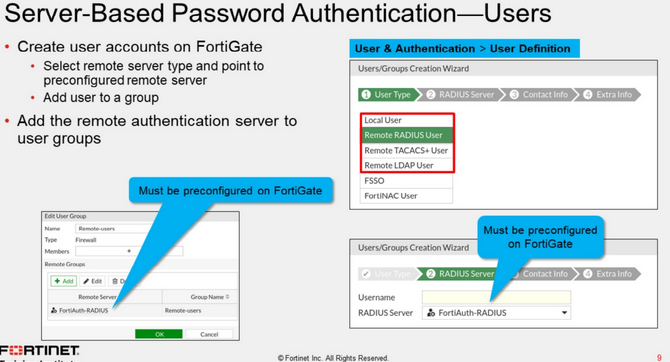 Server-Based Password Authentication—Users
• Create user accounts on FortiGate
• Select remote server type and point to
preconfigured remote server
• Add user to a group
• Add the remote authentication server to
user groups
User & Authentication > User Definition
Users/Groups Creation Wizard
1 User Type
2 RADIUS Server
3 Contact Info
4 Extra Info
Local User
Remote RADIUS User
Remote TACACS+ User
Remote LDAP User
FSSO
FortiNAC User
Must be preconfigured on FortiGate
Edit User Group
Name Remote-users
Type Firewall
Members +
Remote Groups
+ Add Edit
Remote Server Group Name
FortiAuth-RADIUS Remote-users
OK Cancel
Must be preconfigured
on FortiGate
Users/Groups Creation Wizard
User Type
2 RADIUS Server
Contact Info
4 Extra Info
Username
RADIUS Server FortiAuth-RADIUS
FORTINET
© Fortinet Inc. All Rights Reserved.
9